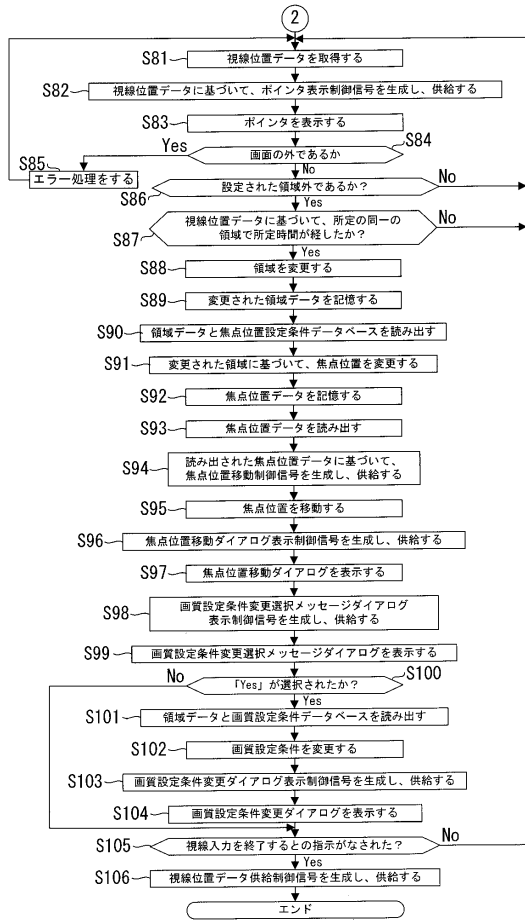 2
S81
視線位置データを取得する
S82
視線位置データに基づいて、ポインタ表示制御信号を生成し、供給する
S83
ポインタを表示する
S84
Yes
画面の外であるか
S85
エラー処理をする
No
S86
設定された領域外であるか?
No
Yes
S87
視線位置データに基づいて、所定の同一の
領域で所定時間が経したか?
No
Yes
S88
領域を変更する
S89
変更された領域データを記憶する
S90
領域データと焦点位置設定条件データベースを読み出す
S91
変更された領域に基づいて、焦点位置を変更する
S92
焦点位置データを記憶する
S93
焦点位置データを読み出す
S94
読み出された焦点位置データに基づいて、
焦点位置移動制御信号を生成し、供給する
S95
焦点位置を移動する
S96
焦点位置移動ダイアログ表示制御信号を生成し、供給する
S97
焦点位置移動ダイアログを表示する
S98
画質設定条件変更選択メッセージダイアログ
表示制御信号を生成し、供給する
S99
画質設定条件変更選択メッセージダイアログを表示する
No
S100
「Yes」が選択されたか?
Yes
S101
領域データと画質設定条件データベースを読み出す
S102
画質設定条件を変更する
S103
画質設定条件変更ダイアログ表示制御信号を生成し、供給する
S104
画質設定条件変更ダイアログを表示する
S105
視線入力を終了するとの指示がなされた?
No
Yes
S106
視線位置データ供給制御信号を生成し、供給する
エンド